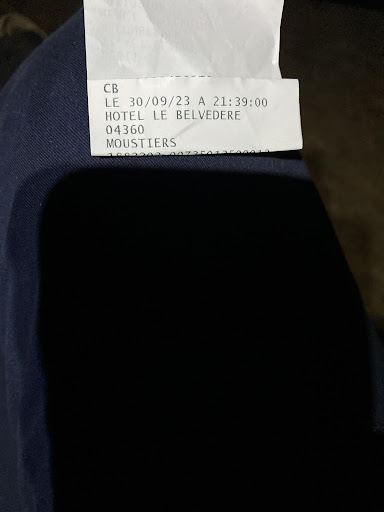 CB
LE 30/09/23 A 21:39:00
HOTEL LE BELVEDERE
04360
MOUSTIERS